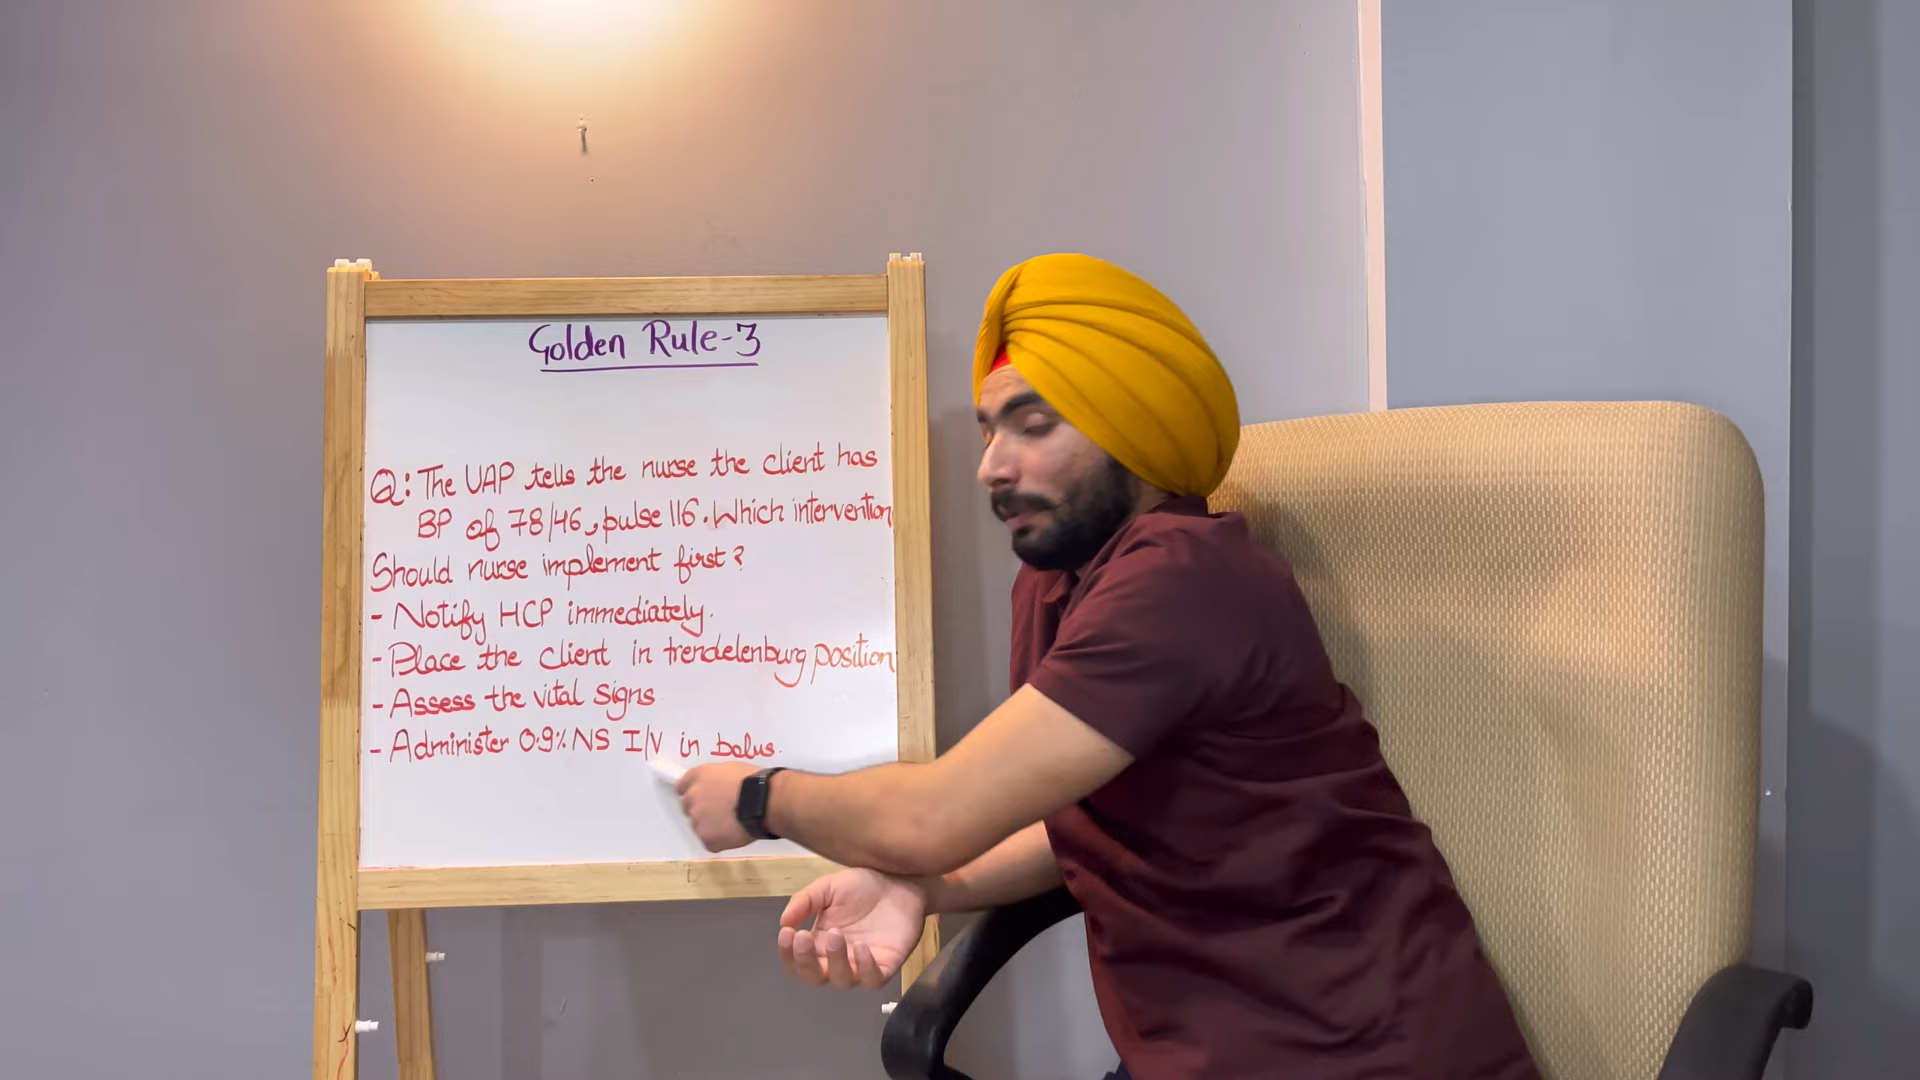 Golden Rule-3
Q: The UAP tells the nurse the client has
BP of 78/46, pulse 116. Which intervention
Should nurse implement first?
- Notify HCP immediately.
- Place the client in trendelenburg position
- Assess the vital signs
- Administer 0.9% NS I/V in bolus.